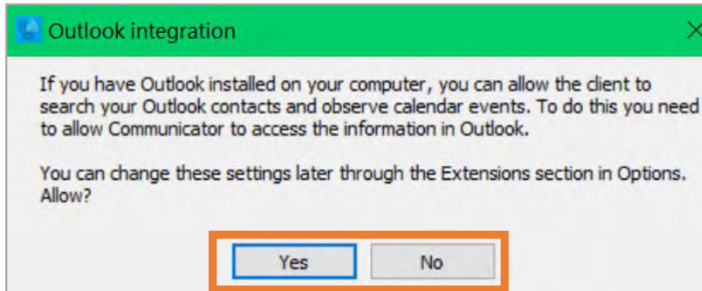 Outlook integration
If you have Outlook installed on your computer, you can allow the client to
search your Outlook contacts and observe calendar events. To do this you need
to allow Communicator to access the information in Outlook.
You can change these settings later through the Extensions section in Options.
Allow?
Yes No